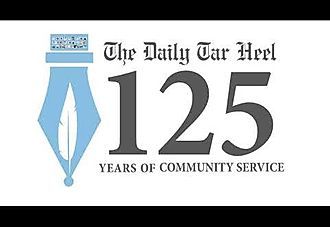 The Daily Tar Heel
125
YEARS OF COMMUNITY SERVICE